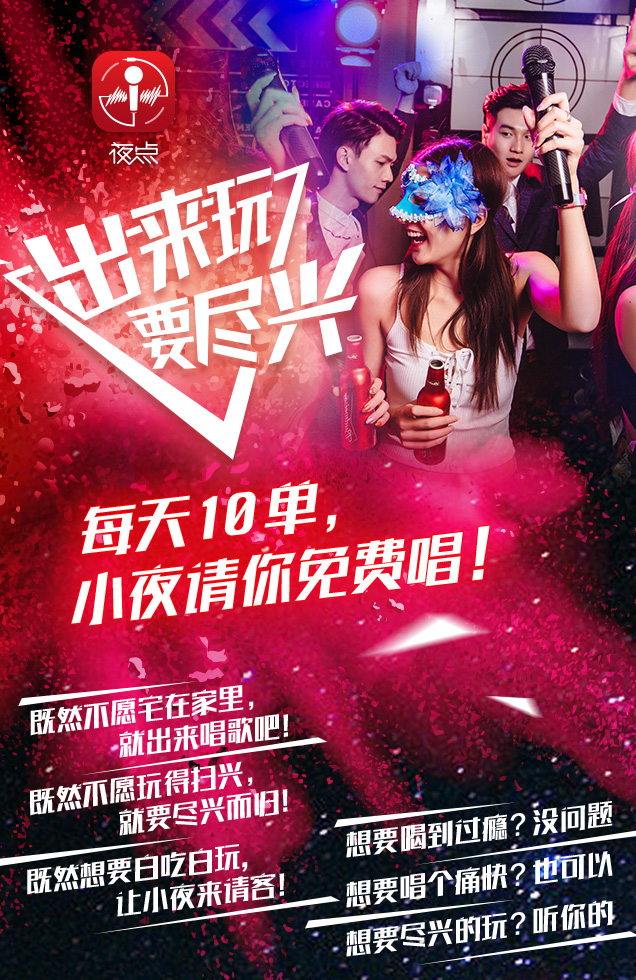 夜点
出来玩
要尽兴
每天10单，
小夜请你免费唱！
既然不愿宅在家里，
就出来唱歌吧！
既然不愿玩得扫兴，
就要尽兴而归！
既然想要白吃白玩，
让小夜来请客！
想要喝到过瘾？没问题
想要唱个痛快？也可以
想要尽兴的玩？听你的